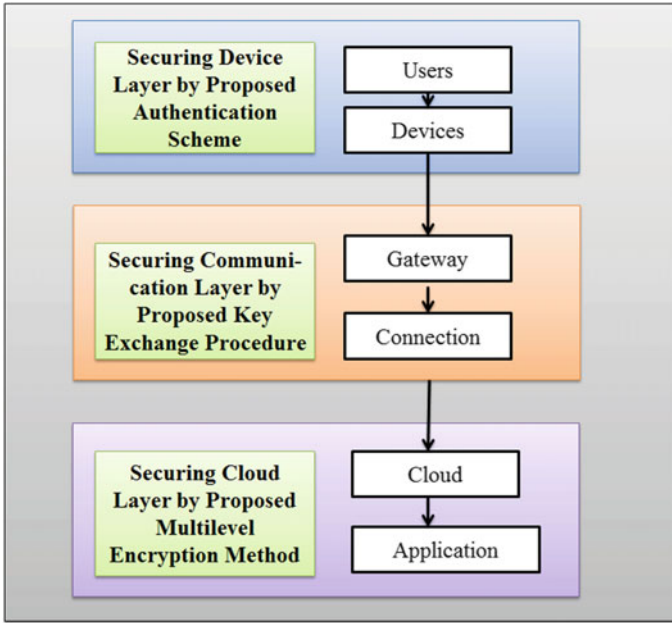 Securing Device
Layer by Proposed
Authentication
Scheme
Users
Devices
Securing Communi-
cation Layer by
Proposed Key
Exchange Procedure
Gateway
Connection
Securing Cloud
Layer by Proposed
Multilevel
Encryption Method
Cloud
Application